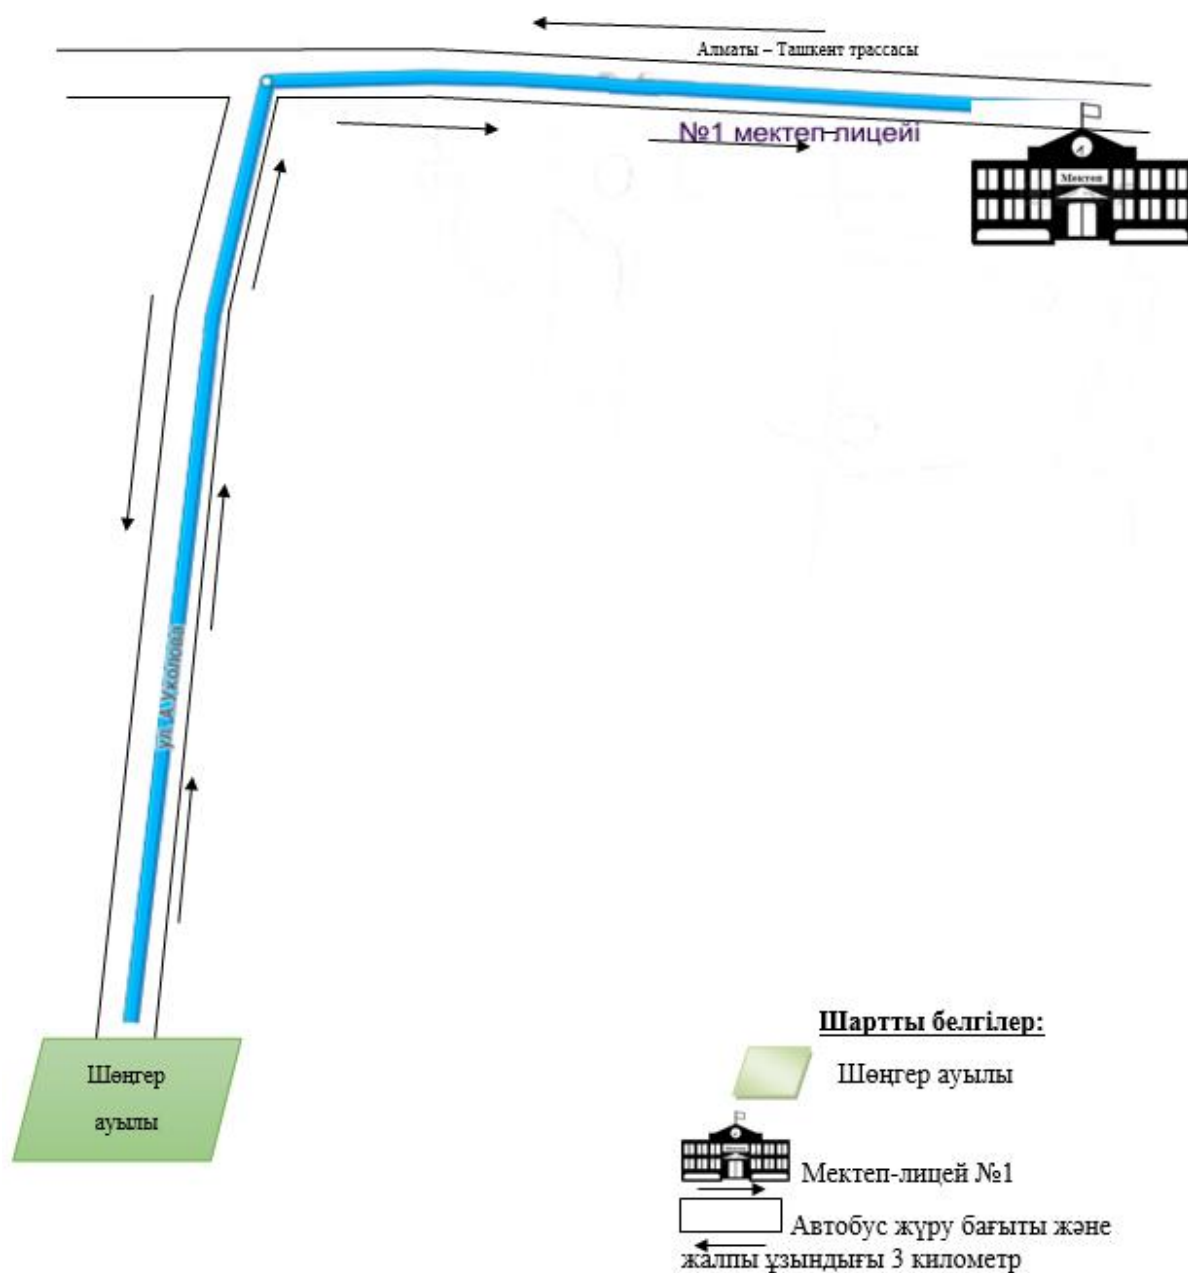 Алматы – Ташкент трассасы
№1 мектеп-лицейі
Мектеп
ул. А.Ужолова
Шөңгер
ауылы
Шартты белгілер:
Шөңгер ауылы
Мектеп-лицей №1
Автобус жүру бағыты және
жалпы ұзындығы 3 километр